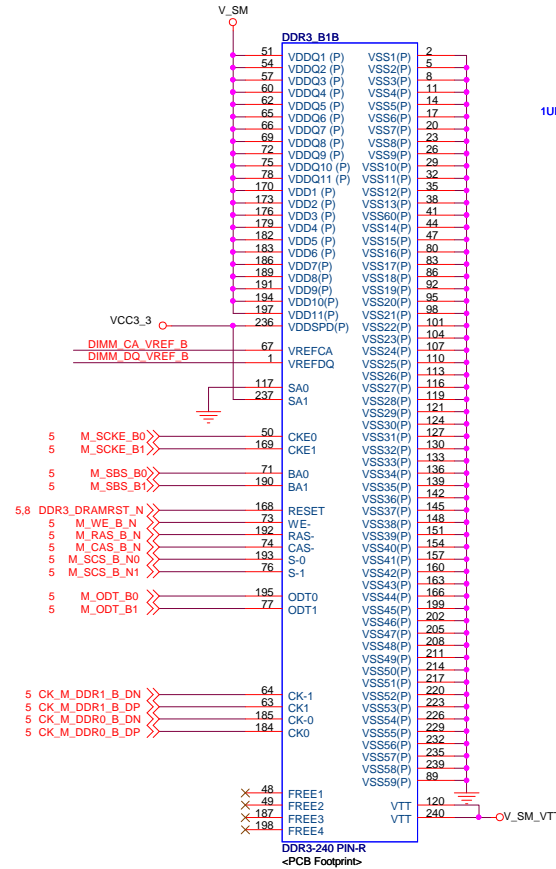 V_SM
DDR3_B1B
51 VDDQ1 (P) VSS1(P) 2
54 VDDQ2 (P) VSS2(P) 5
57 VDDQ3 (P) VSS3(P) 8
60 VDDQ4 (P) VSS4(P) 11
62 VDDQ5 (P) VSS5(P) 14
65 VDDQ6 (P) VSS6(P) 17
66 VDDQ7 (P) VSS7(P) 20
69 VDDQ8 (P) VSS8(P) 23
72 VDDQ9 (P) VSS9(P) 26
75 VDDQ10 (P) VSS10(P) 29
78 VDDQ11 (P) VSS11(P) 32
170 VDD1 (P) VSS12(P) 35
173 VDD2 (P) VSS13(P) 38
176 VDD3 (P) VSS60(P) 41
179 VDD4 (P) VSS14(P) 44
182 VDD5 (P) VSS15(P) 47
183 VDD6 (P) VSS16(P) 80
186 VDD7(P) VSS17(P) 83
189 VDD8(P) VSS18(P) 86
191 VDD9(P) VSS19(P) 92
194 VDD10(P) VSS20(P) 95
197 VDD11(P) VSS21(P) 98
VCC3_3 236 VDDSPD(P) VSS22(P) 101
VSS23(P) 104
DIMM_CA_VREF_B 67 VREFCA VSS24(P) 107
DIMM_DQ_VREF_B 1 VREFDQ VSS25(P) 110
VSS26(P) 113
117 SA0 VSS27(P) 116
237 SA1 VSS28(P) 119
VSS29(P) 121
VSS30(P) 124
5 M_SCKE_B0 50 CKE0 VSS31(P) 127
5 M_SCKE_B1 169 CKE1 VSS32(P) 130
VSS33(P) 133
5 M_SBS_B0 71 BA0 VSS34(P) 136
5 M_SBS_B1 190 BA1 VSS35(P) 139
VSS36(P) 142
5,8 DDR3_DRAMRST_N 168 RESET VSS37(P) 145
5 M_WE_B_N 73 WE- VSS38(P) 148
5 M_RAS_B_N 192 RAS- VSS39(P) 151
5 M_CAS_B_N 74 CAS- VSS40(P) 154
5 M_SCS_B_N0 193 S-0 VSS41(P) 157
5 M_SCS_B_N1 76 S-1 VSS42(P) 160
VSS43(P) 163
5 M_ODT_B0 195 ODT0 VSS44(P) 166
5 M_ODT_B1 77 ODT1 VSS45(P) 199
VSS46(P) 202
VSS47(P) 205
VSS48(P) 208
VSS49(P) 211
VSS50(P) 214
VSS51(P) 217
5 CK_M_DDR1_B_DN 64 CK-1 VSS52(P) 220
5 CK_M_DDR1_B_DP 63 CK1 VSS53(P) 223
5 CK_M_DDR0_B_DN 185 CK-0 VSS54(P) 226
5 CK_M_DDR0_B_DP 184 CK0 VSS55(P) 229
VSS56(P) 232
VSS57(P) 235
VSS58(P) 239
VSS59(P) 89
48 FREE1
49 FREE2 VTT 120
187 FREE3 VTT 240 V_SM_VTT
198 FREE4
DDR3-240 PIN-R
<PCB Footprint>